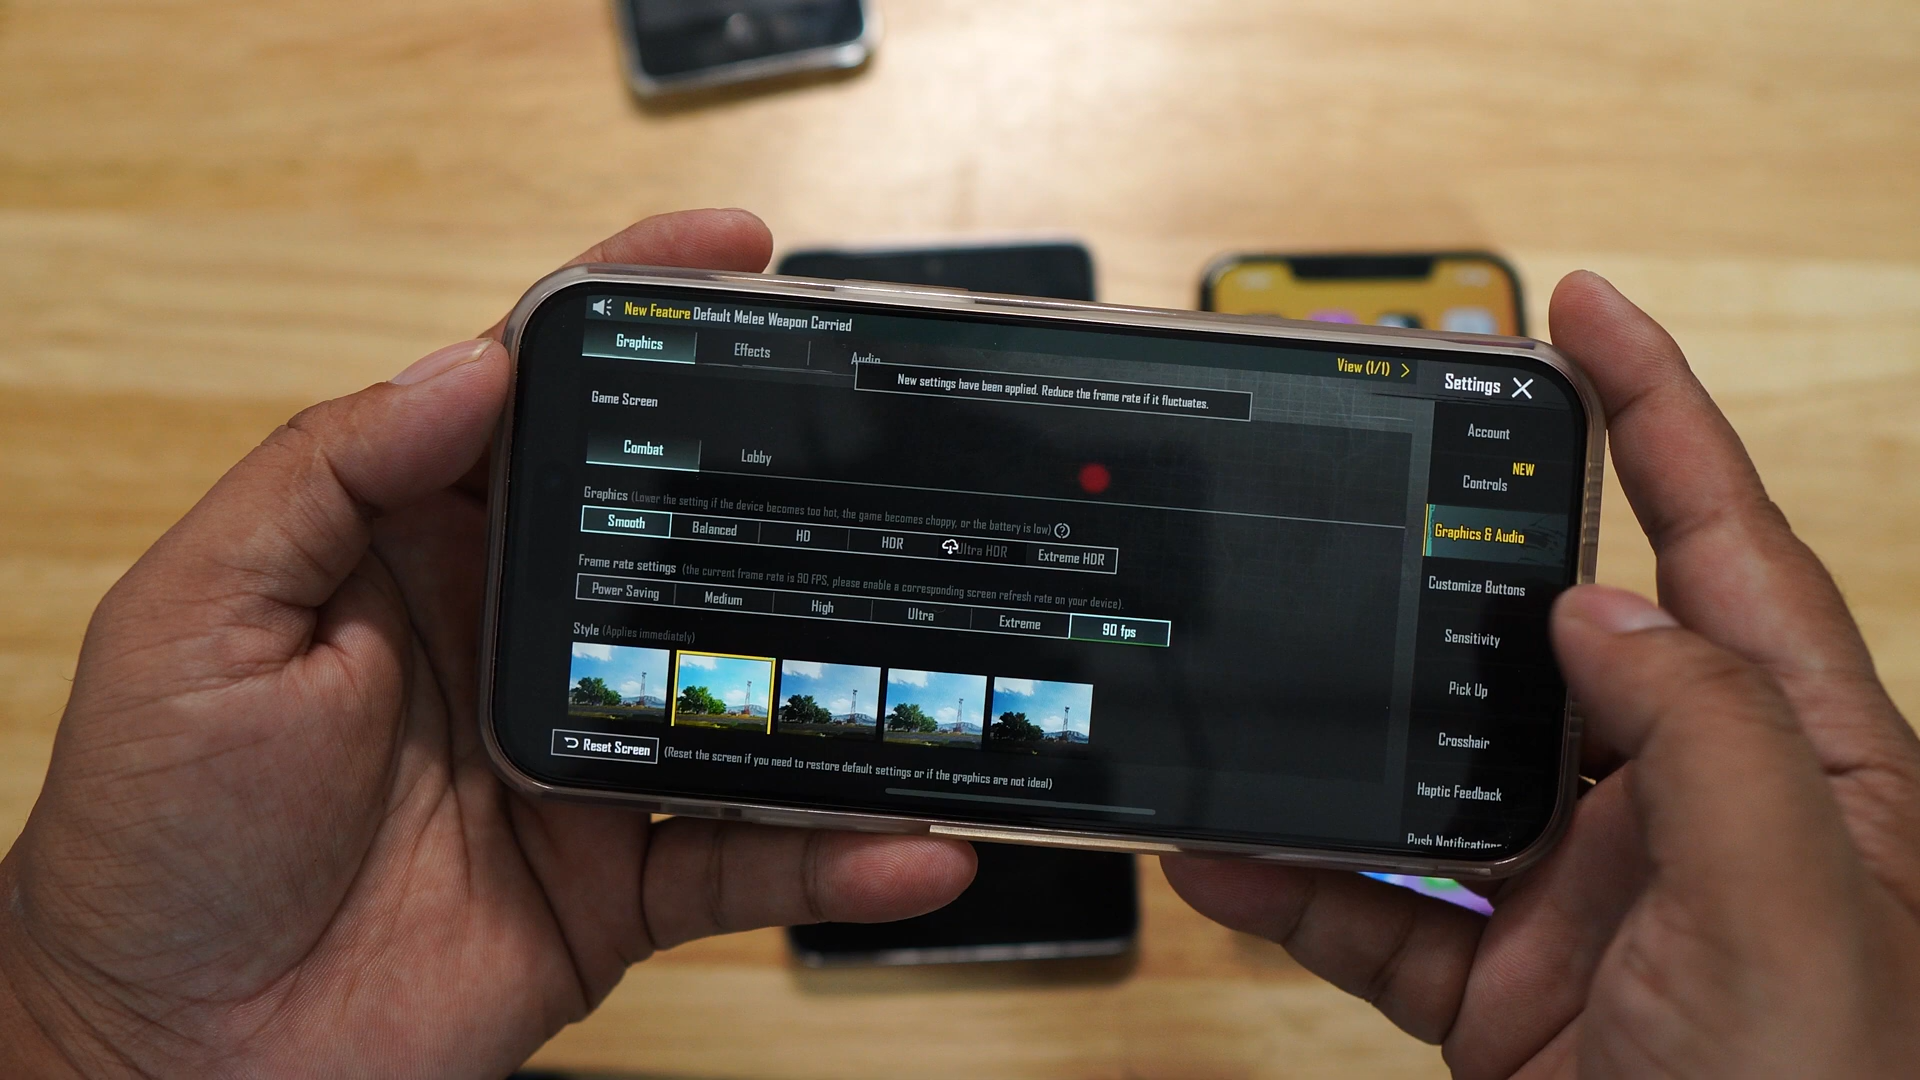 New Feature Default Melee Weapon Carried
View (1/1)
Settings
Graphics
Effects
Audio
New settings have been applied. Reduce the frame rate if it fluctuates.
Game Screen
Combat
Lobby
Graphics (Lower the setting if the device becomes too hot, the game becomes choppy, or the battery is low)
Smooth
Balanced
HD
HDR
Ultra HDR
Extreme HDR
Frame rate settings (the current frame rate is 90 FPS, please enable a corresponding screen refresh rate on your device).
Power Saving
Medium
High
Ultra
Extreme
90 fps
Style (Applies immediately)
Reset Screen
(Reset the screen if you need to restore default settings or if the graphics are not ideal)
Account
NEW
Controls
Graphics & Audio
Customize Buttons
Sensitivity
Pick Up
Crosshair
Haptic Feedback
Push Notifications